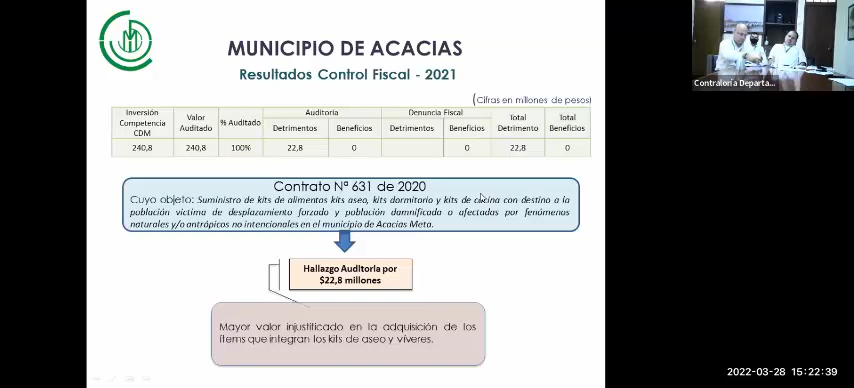 MUNICIPIO DE ACACIAS
Resultados Control Fiscal - 2021
(Cifras en millones de pesos)
Inversión Competencia CDM | Valor Auditado | % Auditado | Auditoria | Denuncia Fiscal | Total Detrimento | Total Beneficios
Detrimentos | Beneficios | Detrimentos | Beneficios
240,8 | 240,8 | 100% | 22,8 | 0 | 0 | 22,8 | 0
Contrato Nª 631 de 2020
Cuyo objeto: Suministro de kits de alimentos kits aseo, kits dormitorio y kits de cocina con destino a la
población victima de desplazamiento forzado y población damnificada o afectadas por fenómenos
naturales y/o antrópicos no intencionales en el municipio de Acacias Meta.
Hallazgo Auditoria por
$22,8 millones
Mayor valor injustificado en la adquisición de los
ítems que integran los kits de aseo y víveres.
Contraloría Departa...
2022-03-28 15:22:39